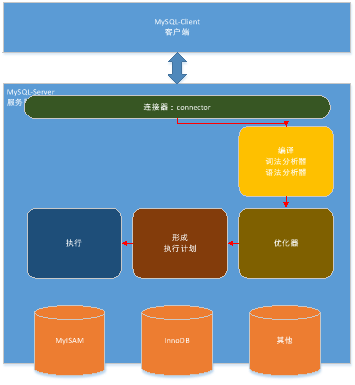 MySQL-Client
客户端
MySQL-Server
服务
连接器：connector
编译
词法分析器
语法分析器
执行
形成
执行计划
优化器
MyISAM
InnoDB
其他